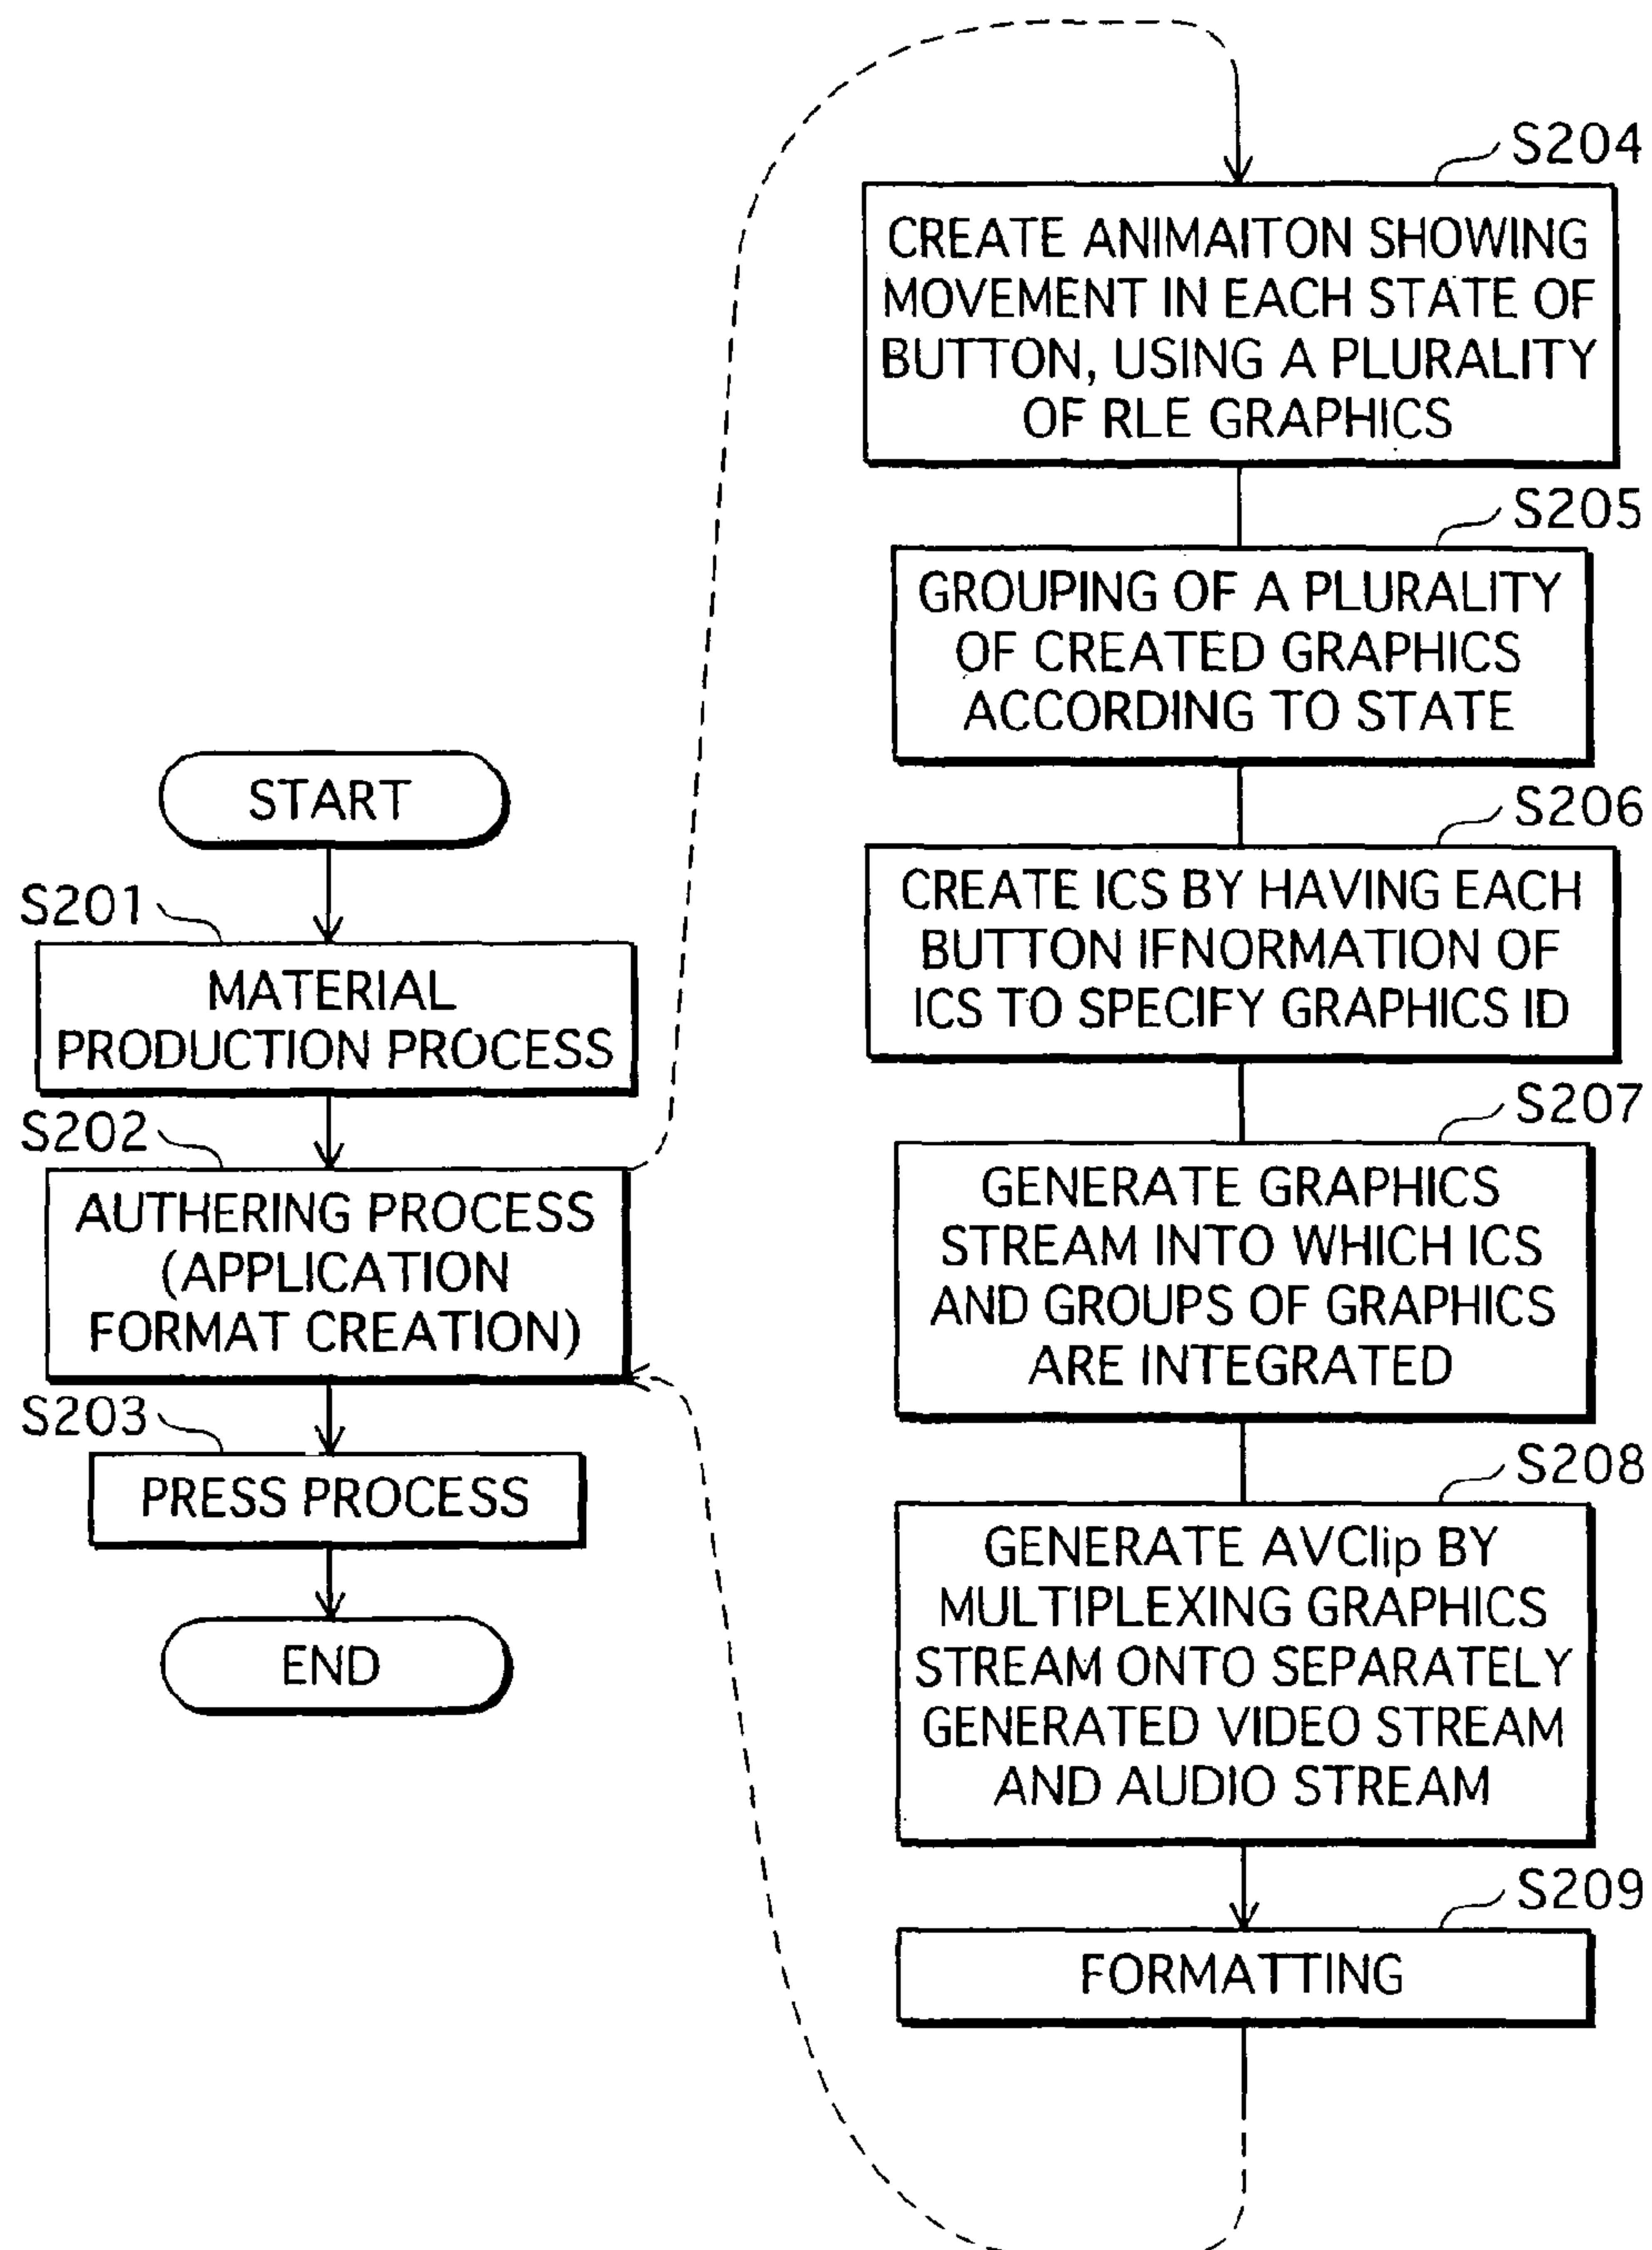 START
S201
MATERIAL
PRODUCTION PROCESS
S202
AUTHERING PROCESS
(APPLICATION
FORMAT CREATION)
S203
PRESS PROCESS
END
S204
CREATE ANIMAITON SHOWING
MOVEMENT IN EACH STATE OF
BUTTON, USING A PLURALITY
OF RLE GRAPHICS
S205
GROUPING OF A PLURALITY
OF CREATED GRAPHICS
ACCORDING TO STATE
S206
CREATE ICS BY HAVING EACH
BUTTON IFNORMATION OF
ICS TO SPECIFY GRAPHICS ID
S207
GENERATE GRAPHICS
STREAM INTO WHICH ICS
AND GROUPS OF GRAPHICS
ARE INTEGRATED
S208
GENERATE AVClip BY
MULTIPLEXING GRAPHICS
STREAM ONTO SEPARATELY
GENERATED VIDEO STREAM
AND AUDIO STREAM
S209
FORMATTING